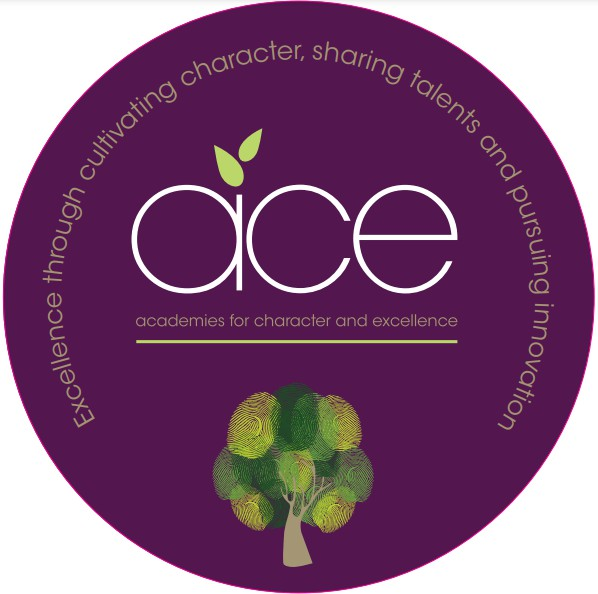 Excellence through cultivating character, sharing talents and pursuing innovation
ace
academies for character and excellence